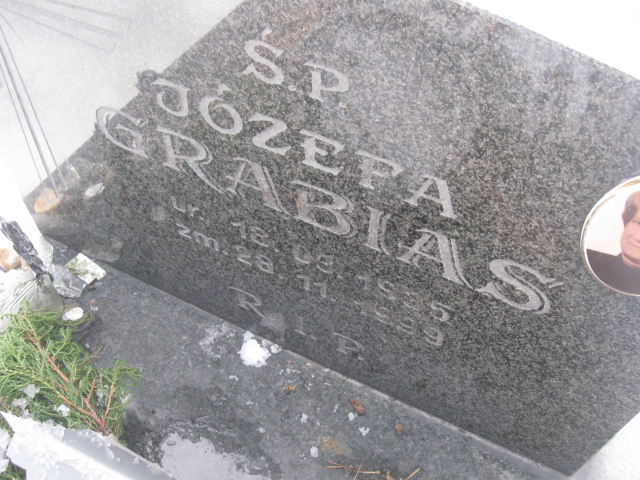 Ś.P.
JÓZEFA
GRABIAS
ur. 16. 03. 1935
zm. 28. 11. 1999
R. I. P.